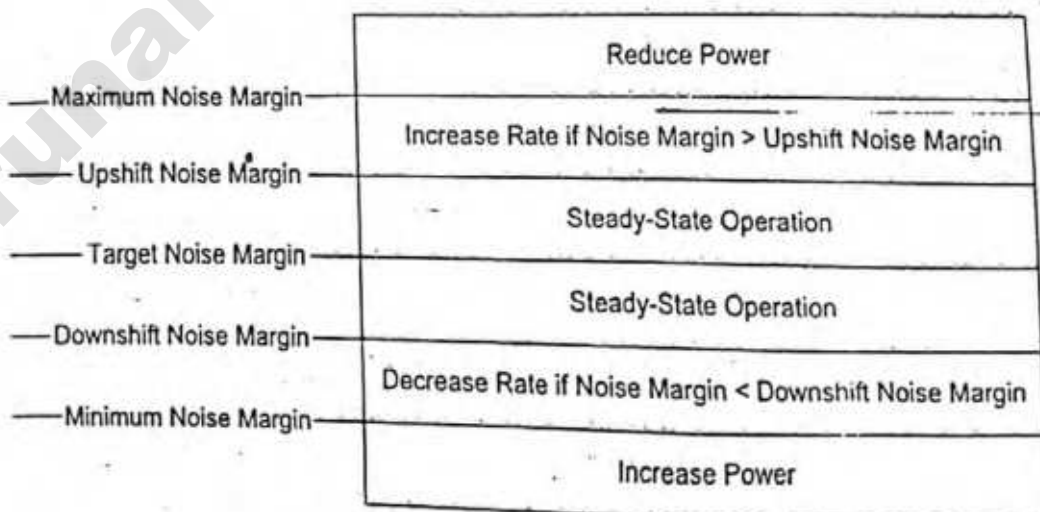 Reduce Power
Maximum Noise Margin
Increase Rate if Noise Margin > Upshift Noise Margin
Upshift Noise Margin
Steady-State Operation
Target Noise Margin
Steady-State Operation
Downshift Noise Margin
Decrease Rate if Noise Margin < Downshift Noise Margin
Minimum Noise Margin
Increase Power